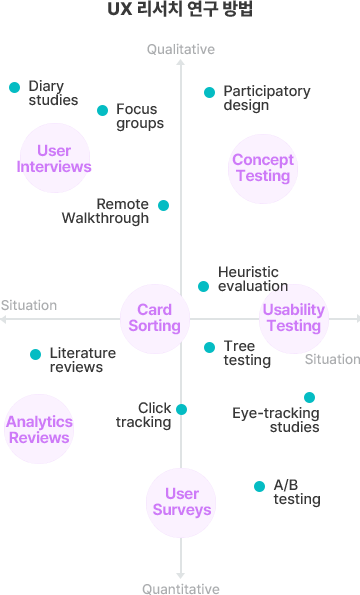 UX 리서치 연구 방법
Qualitative
Diary
studies
Participatory
design
Focus
groups
User
Interviews
Concept
Testing
Remote
Walkthrough
Heuristic
evaluation
Situation
Card
Sorting
Usability
Testing
Situation
Literature
reviews
Tree
testing
Click
tracking
Eye-tracking
studies
Analytics
Reviews
User
Surveys
A/B
testing
Quantitative